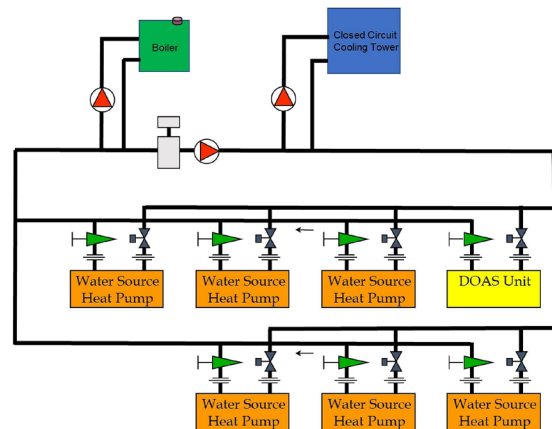 Boiler
Closed Circuit
Cooling Tower
Water Source
Heat Pump
Water Source
Heat Pump
Water Source
Heat Pump
DOAS Unit
Water Source
Heat Pump
Water Source
Heat Pump
Water Source
Heat Pump